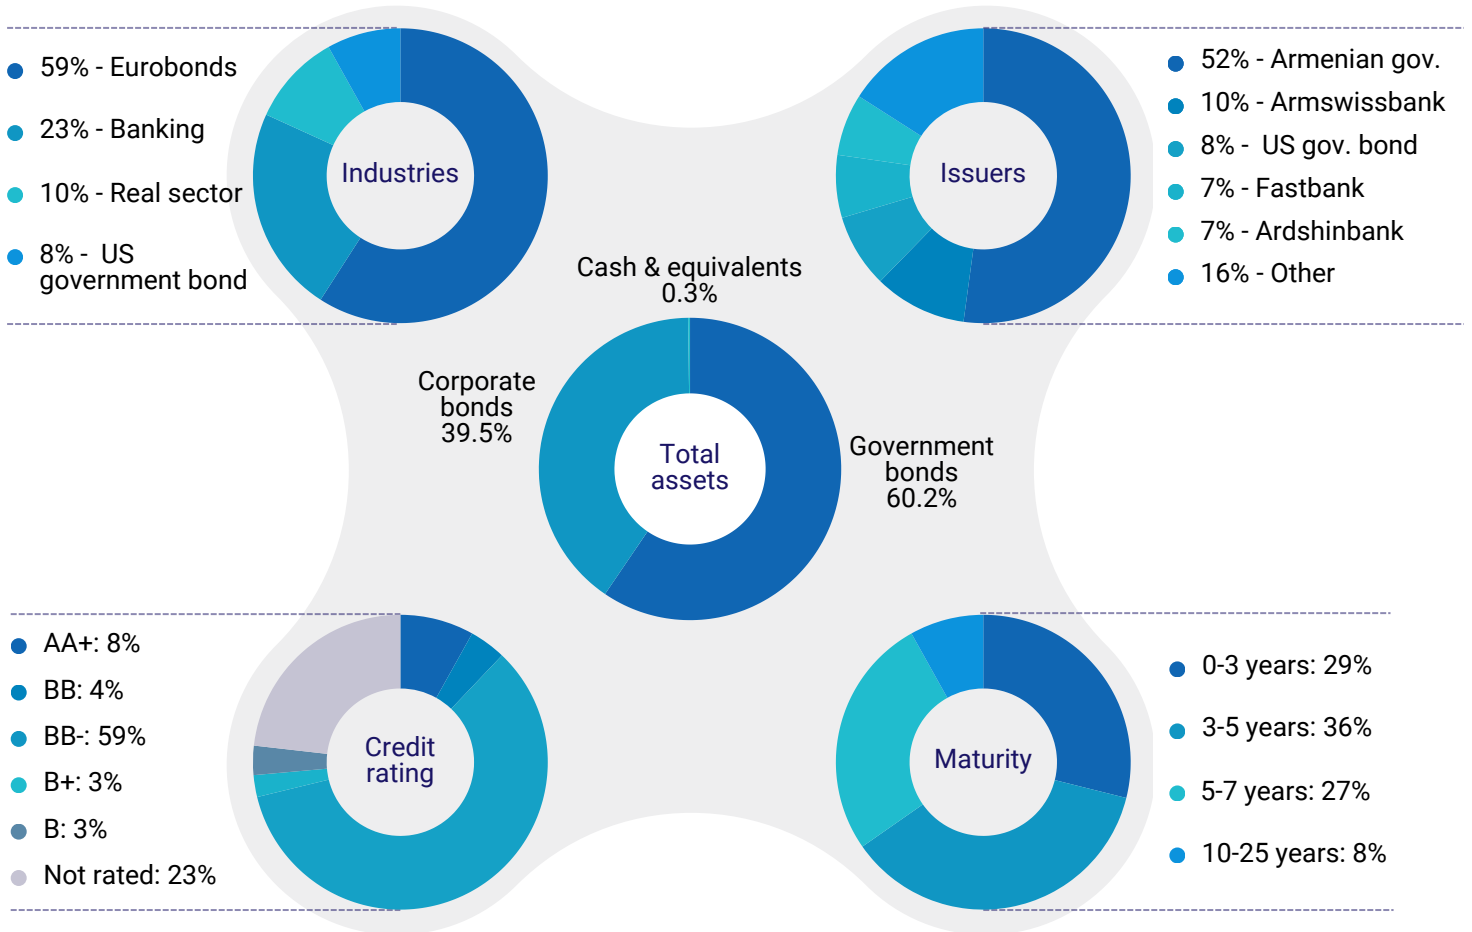 59% - Eurobonds
23% - Banking
10% - Real sector
8% - US
government bond
Industries
Issuers
52% - Armenian gov.
10% - Armswissbank
8% - US gov. bond
7% - Fastbank
7% - Ardshinbank
16% - Other
Cash & equivalents
0.3%
Corporate
bonds
39.5%
Total
assets
Government
bonds
60.2%
AA+: 8%
BB: 4%
BB-: 59%
B+: 3%
B: 3%
Not rated: 23%
Credit
rating
Maturity
0-3 years: 29%
3-5 years: 36%
5-7 years: 27%
10-25 years: 8%